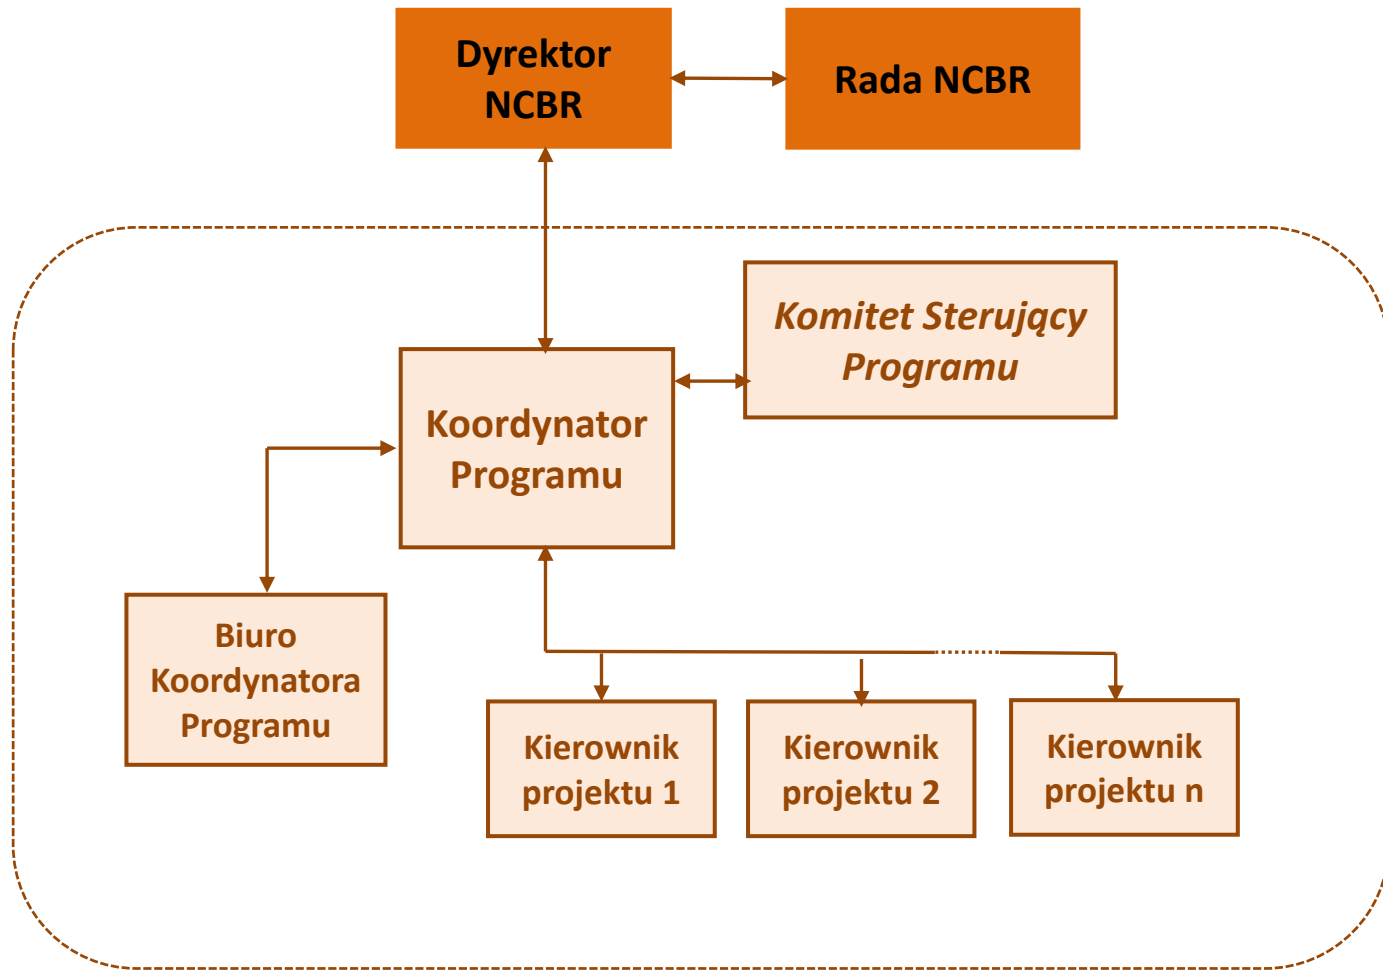 Dyrektor
NCBR
Rada NCBR
Komitet Sterujący
Programu
Koordynator
Programu
Biuro
Koordynatora
Programu
Kierownik
projektu 1
Kierownik
projektu 2
Kierownik
projektu n